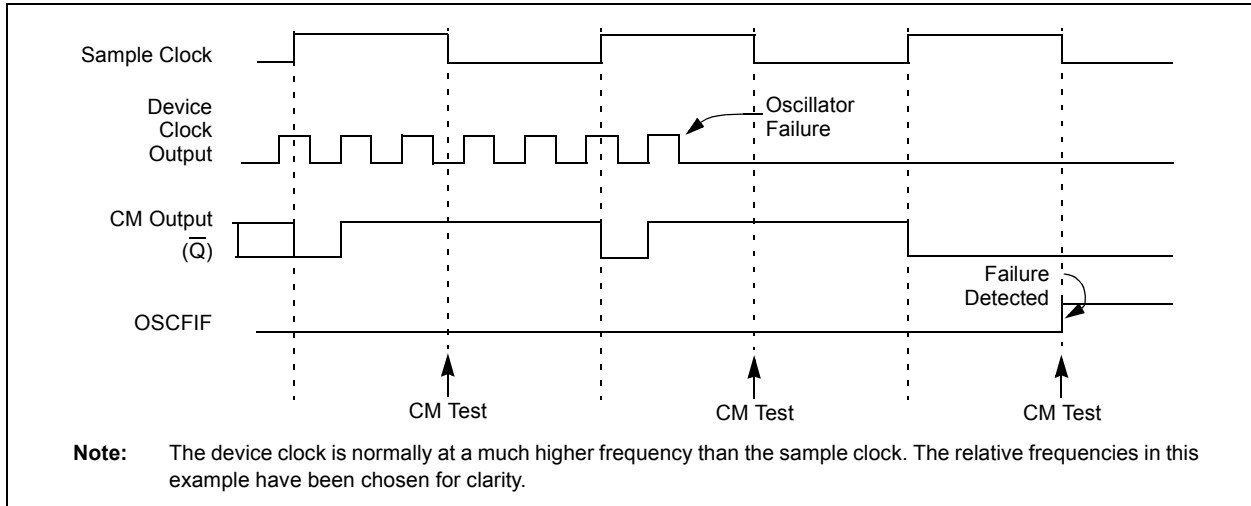 Sample Clock
Device
Clock
Output
Oscillator
Failure
CM Output
(Q̅)
Failure
Detected
OSCFIF
CM Test
CM Test
CM Test
Note: The device clock is normally at a much higher frequency than the sample clock. The relative frequencies in this
example have been chosen for clarity.